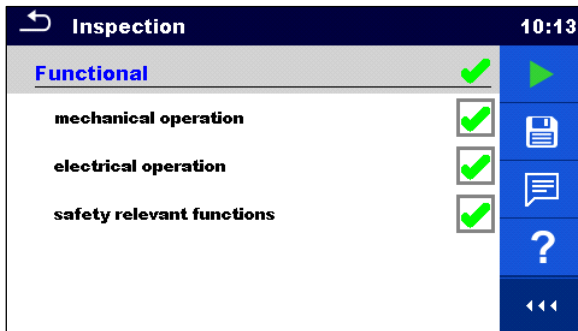 Inspection 10:13
Functional
mechanical operation
electrical operation
safety relevant functions
?